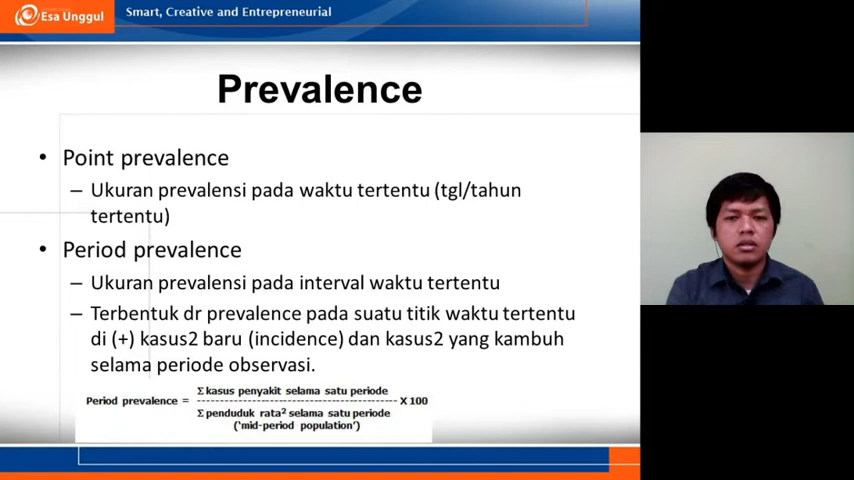 Esa Unggul
Smart, Creative and Entrepreneurial
Prevalence
• Point prevalence
– Ukuran prevalensi pada waktu tertentu (tgl/tahun
tertentu)
• Period prevalence
– Ukuran prevalensi pada interval waktu tertentu
– Terbentuk dr prevalence pada suatu titik waktu tertentu
di (+) kasus2 baru (incidence) dan kasus2 yang kambuh
selama periode observasi.
Σ kasus penyakit selama satu periode
Period prevalence = ---------------------------------------- X 100
Σ penduduk rata² selama satu periode
('mid-period population')